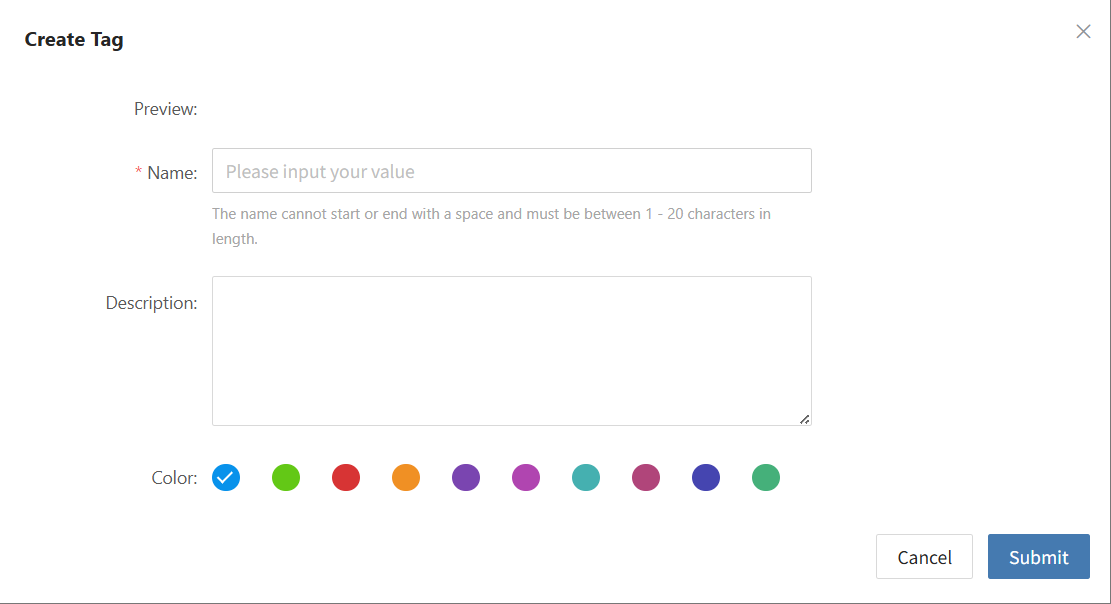 Create Tag
Preview:
* Name:
Please input your value
The name cannot start or end with a space and must be between 1 - 20 characters in
length.
Description:
Color:
Cancel
Submit